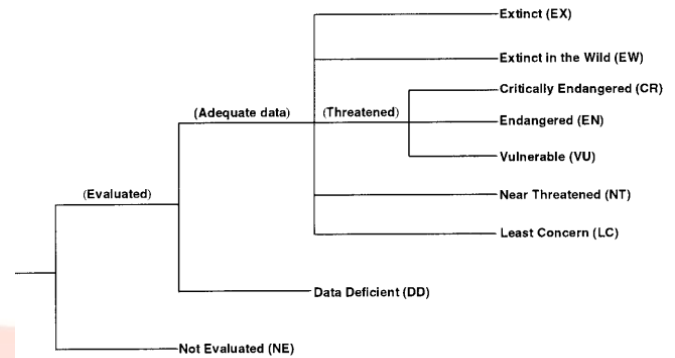 Extinct (EX)
Extinct in the Wild (EW)
Critically Endangered (CR)
(Adequate data) (Threatened)
Endangered (EN)
Vulnerable (VU)
(Evaluated)
Near Threatened (NT)
Least Concern (LC)
Data Deficient (DD)
Not Evaluated (NE)